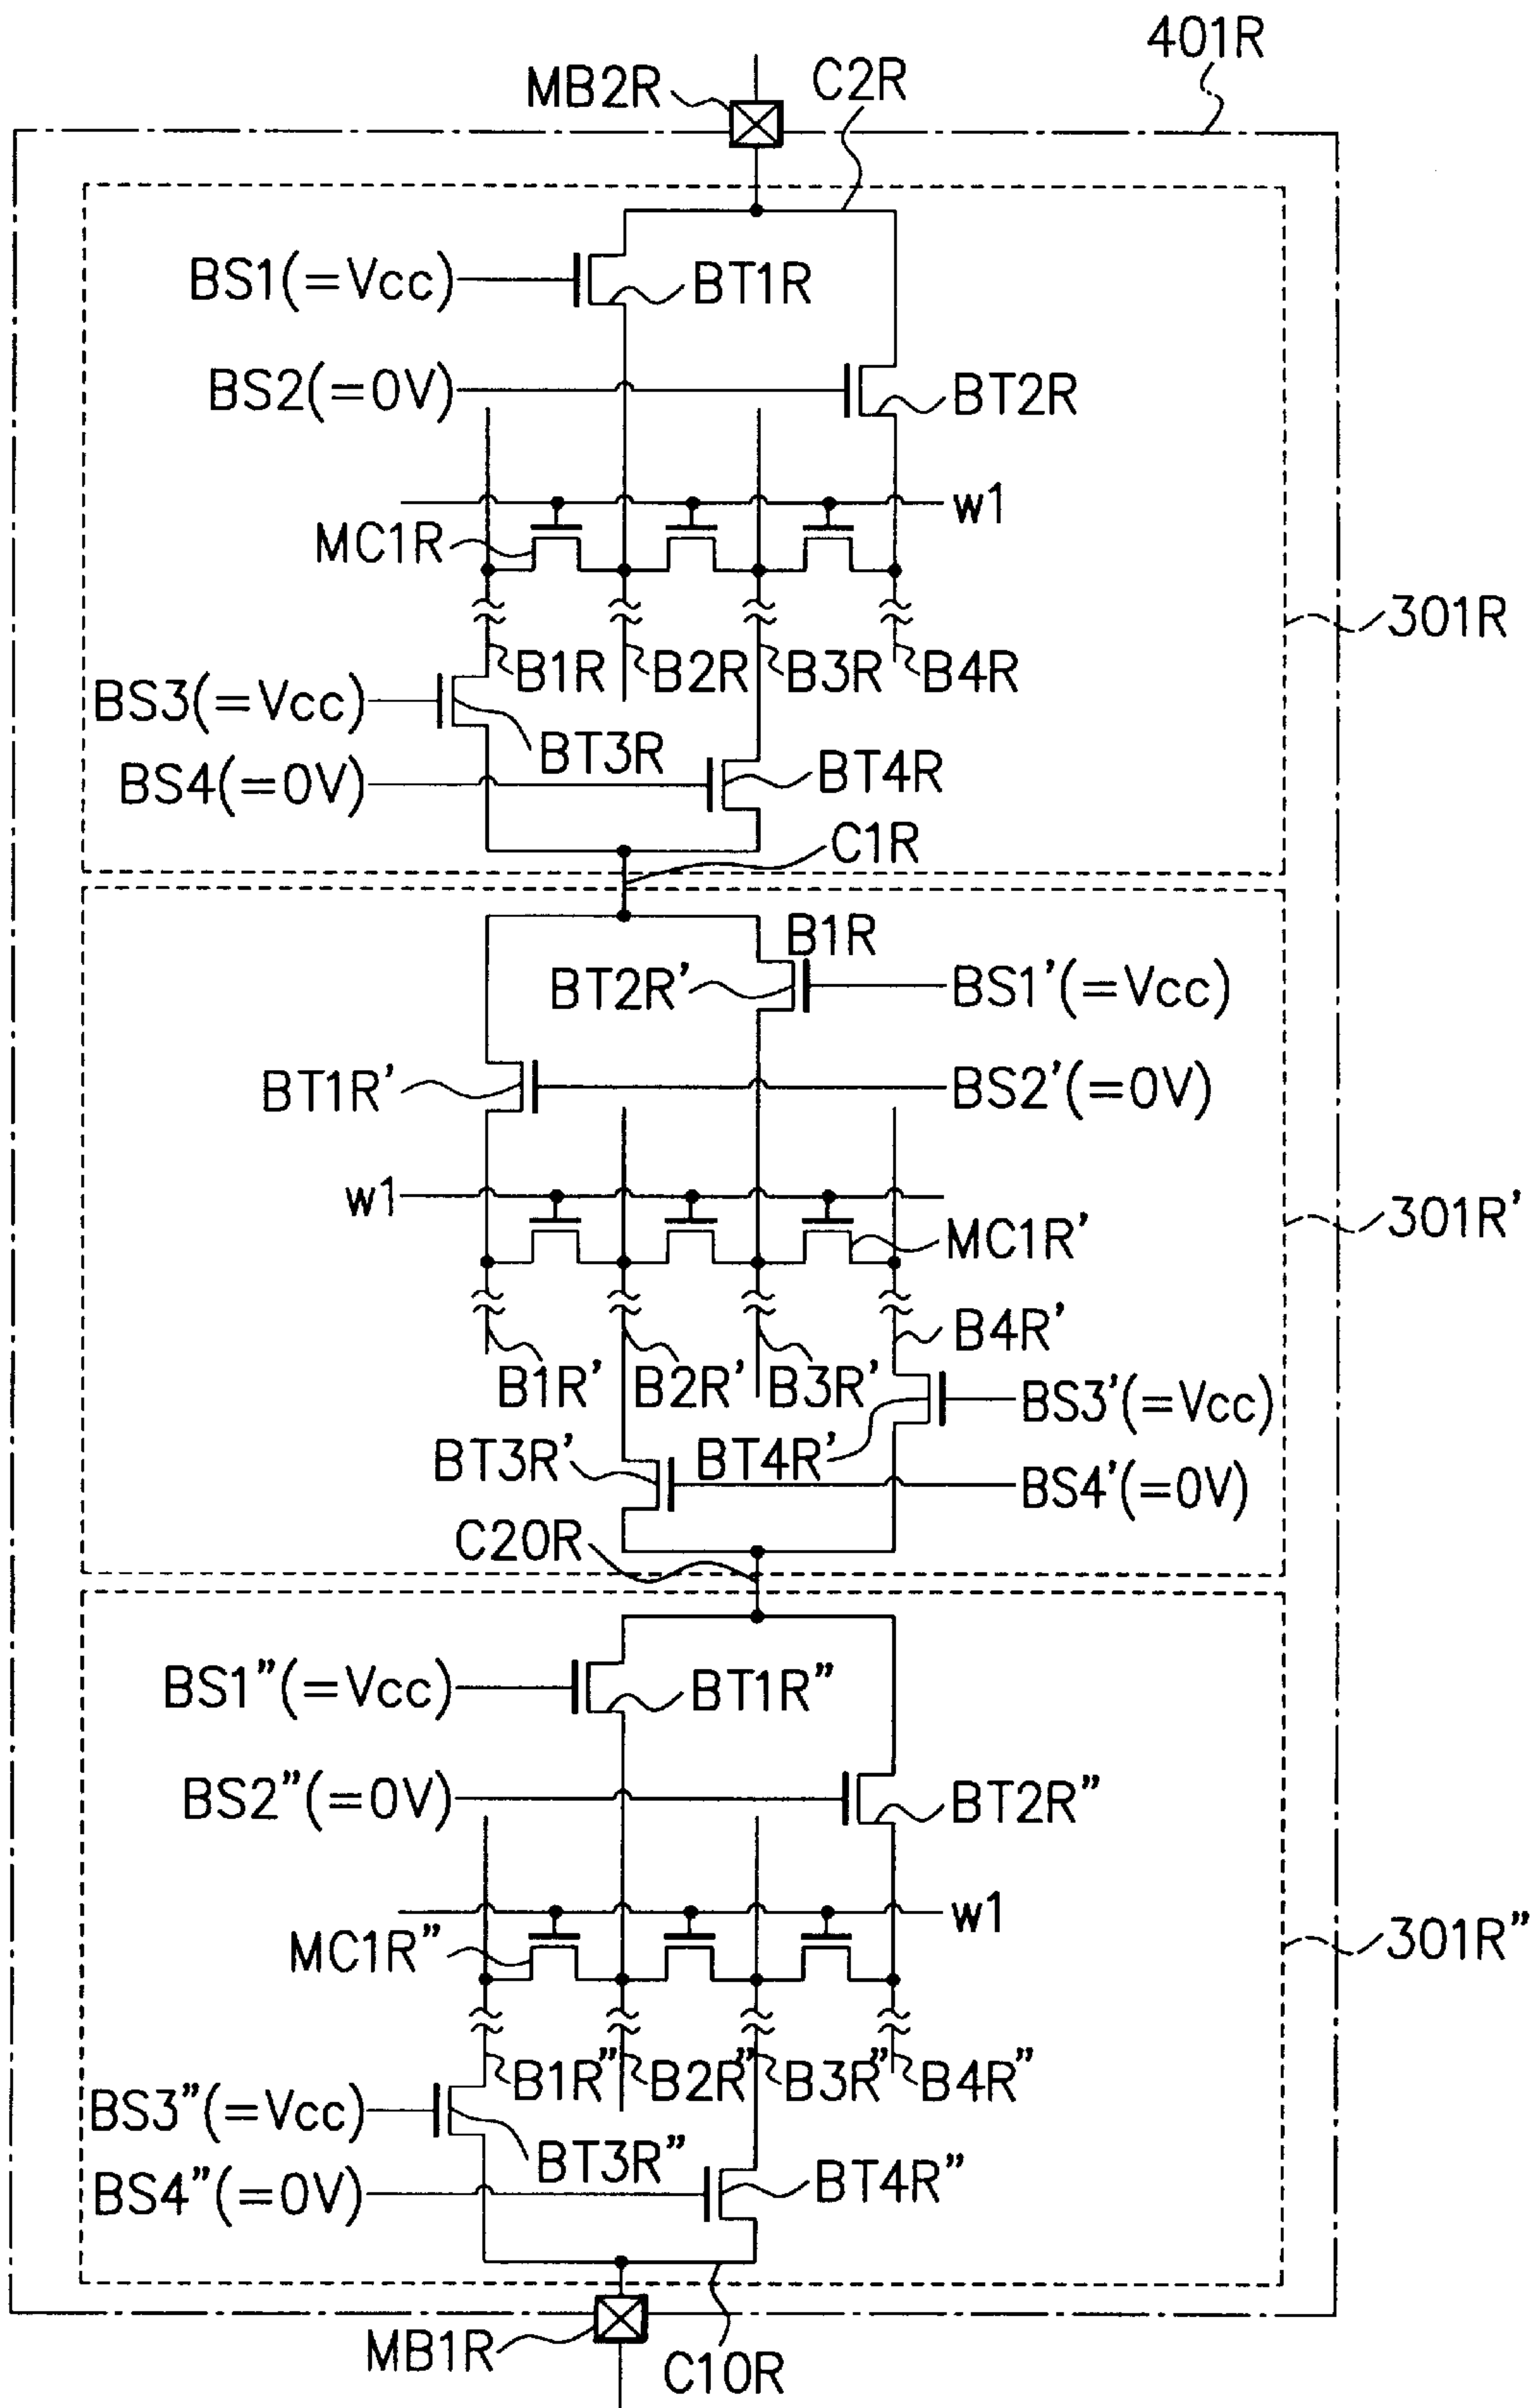 401R
MB2R
C2R
BS1(=Vcc)
BT1R
BS2(=0V)
BT2R
w1
MC1R
301R
B1R B2R B3R B4R
BS3(=Vcc)
BT3R
BS4(=0V)
BT4R
C1R
B1R
BT2R'
BS1'(=Vcc)
BT1R'
BS2'(=0V)
w1
301R'
MC1R'
B4R'
B1R' B2R' B3R'
BS3'(=Vcc)
BT3R'
BT4R'
BS4'(=0V)
C20R
BS1"(=Vcc)
BT1R"
BS2"(=0V)
BT2R"
w1
MC1R"
301R"
B1R" B2R" B3R" B4R"
BS3"(=Vcc)
BT3R"
BS4"(=0V)
BT4R"
MB1R
C10R